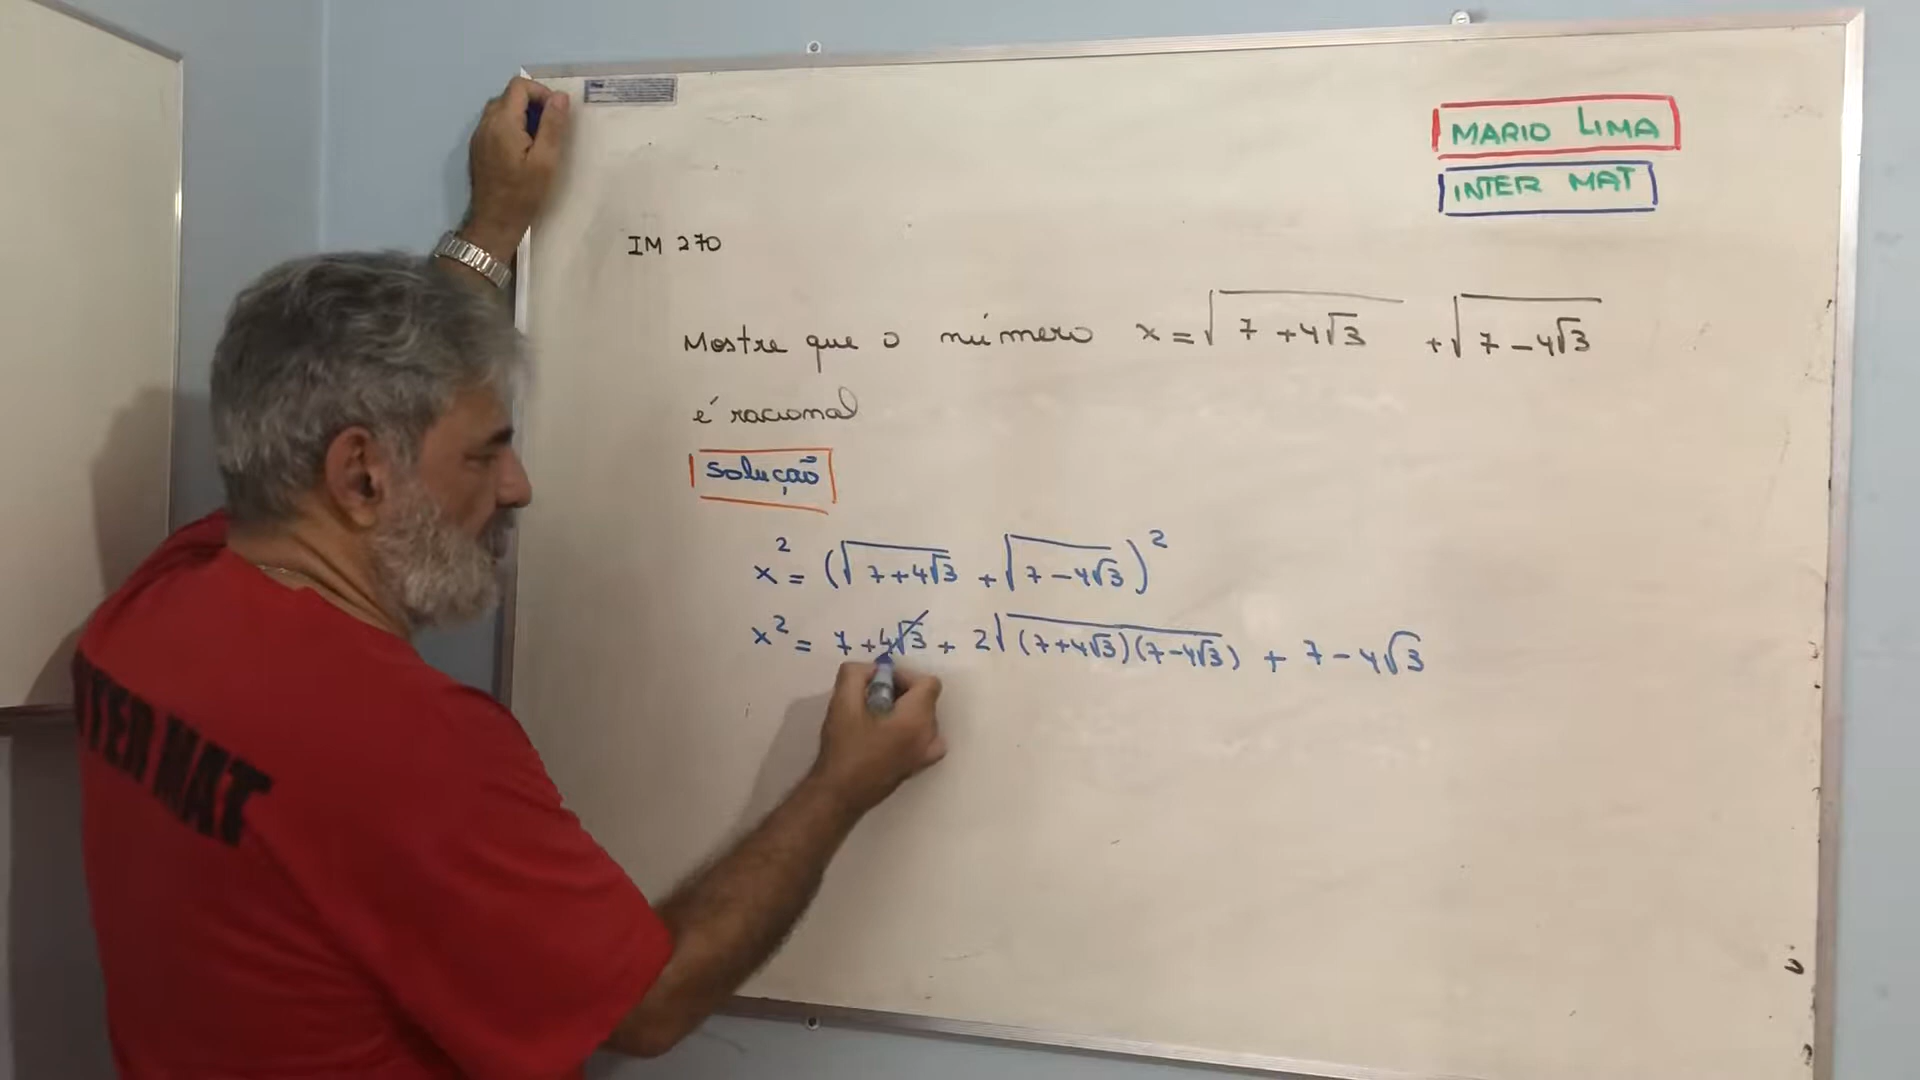 MARIO LIMA
INTER MAT
IM 270
Mostre que o número x = √(7 + 4√3) + √(7 - 4√3)
é racional
Solução
x² = (√(7+4√3) + √(7-4√3))²
x² = 7 + 4√3 + 2√((7+4√3)(7-4√3)) + 7 - 4√3
INTER MAT